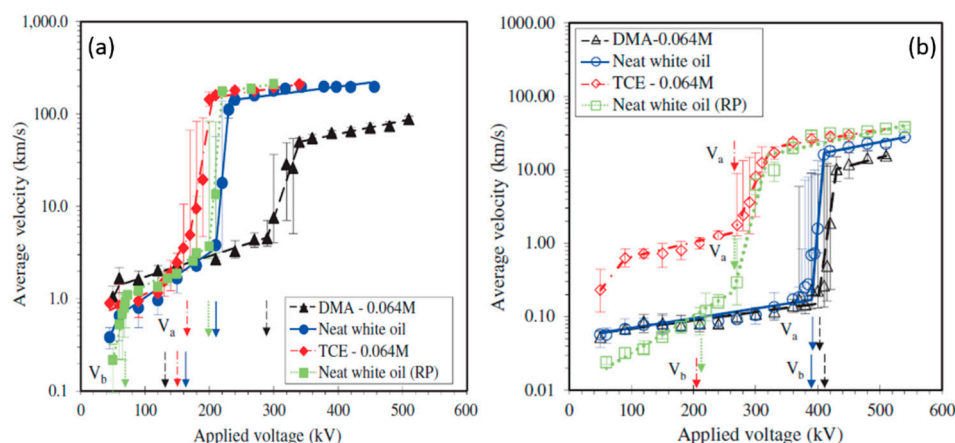 (a)
1,000.0
100.0
10.0
1.0
0.1
Average velocity (km/s)
V_a
V_b
DMA - 0.064M
Neat white oil
TCE - 0.064M
Neat white oil (RP)
0 100 200 300 400 500 600
Applied voltage (kV)
(b)
1000.00
100.00
10.00
1.00
0.10
0.01
Average velocity (km/s)
DMA-0.064M
Neat white oil
TCE - 0.064M
Neat white oil (RP)
V_a
V_a
V_a
V_b
V_b
0 100 200 300 400 500 600
Applied voltage (kV)